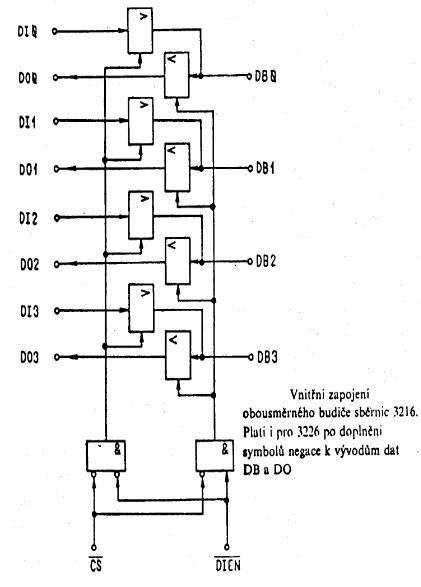 DI0
DO0
DB0
DI1
DO1
DB1
DI2
DO2
DB2
DI3
DO3
DB3
Vnitřní zapojení
obousměrného budiče sběrnic 3216.
Platí i pro 3226 po doplnění
symbolů negace k vývodům dat
DB a DO
&
&
CS
DIEN